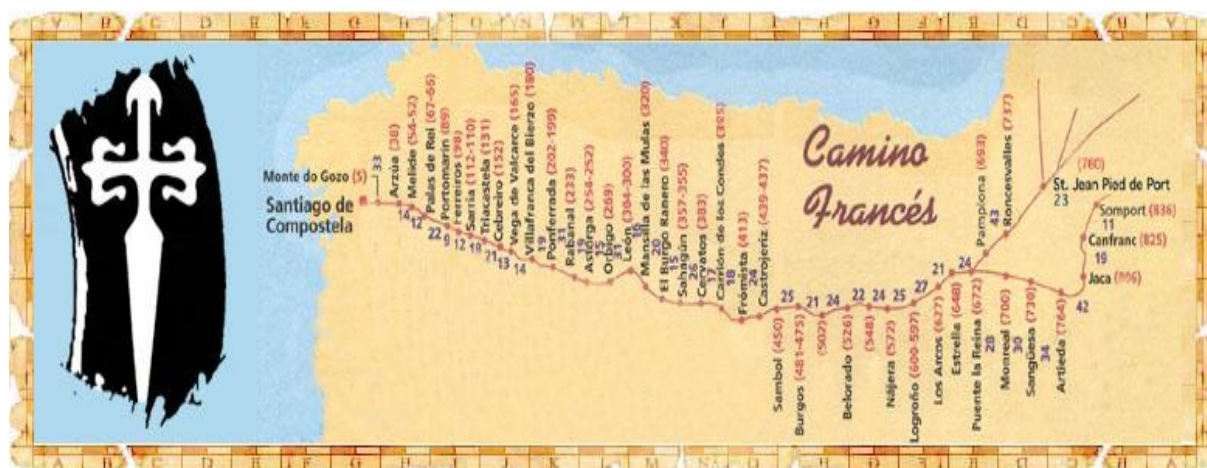 Camino
Francés
Monte do Gozo (5)
33
Santiago de
Compostela
Arzúa (38)
14
Melide (54-52)
12
Palas de Rei (67-66)
22
Portomarín (89)
9
Ferreiros (98)
12
Sarria (112-110)
18
Triacastela (131)
21
Cebreiro (152)
13
Vega de Valcarce (165)
14
Villafranca del Bierzo (180)
19
Ponferrada (202-199)
31
Rabanal (233)
19
Astorga (254-252)
15
Orbigo (269)
31
León (304-300)
Mansilla de las Mulas (320)
20
El Burgo Ranero (340)
15
Sahagún (357-355)
26
Cervatos (383)
17
Carrión de los Condes (395)
18
Frómista (413)
24
Castrojeriz (439-437)
Sambol (450)
25
Burgos (481-475)
21
(502)
24
Belorado (526)
22
(548)
24
Nájera (572)
25
Logroño (600-597)
27
Los Arcos (627)
21
Estrella (648)
24
Puente la Reina (672)
28
Pamplona (693)
43
Roncesvalles (737)
(760)
St. Jean Pied de Port
23
Monreal (700)
30
Sangüesa (730)
34
Artieda (764)
42
Somport (836)
11
Canfranc (825)
19
Jaca (806)